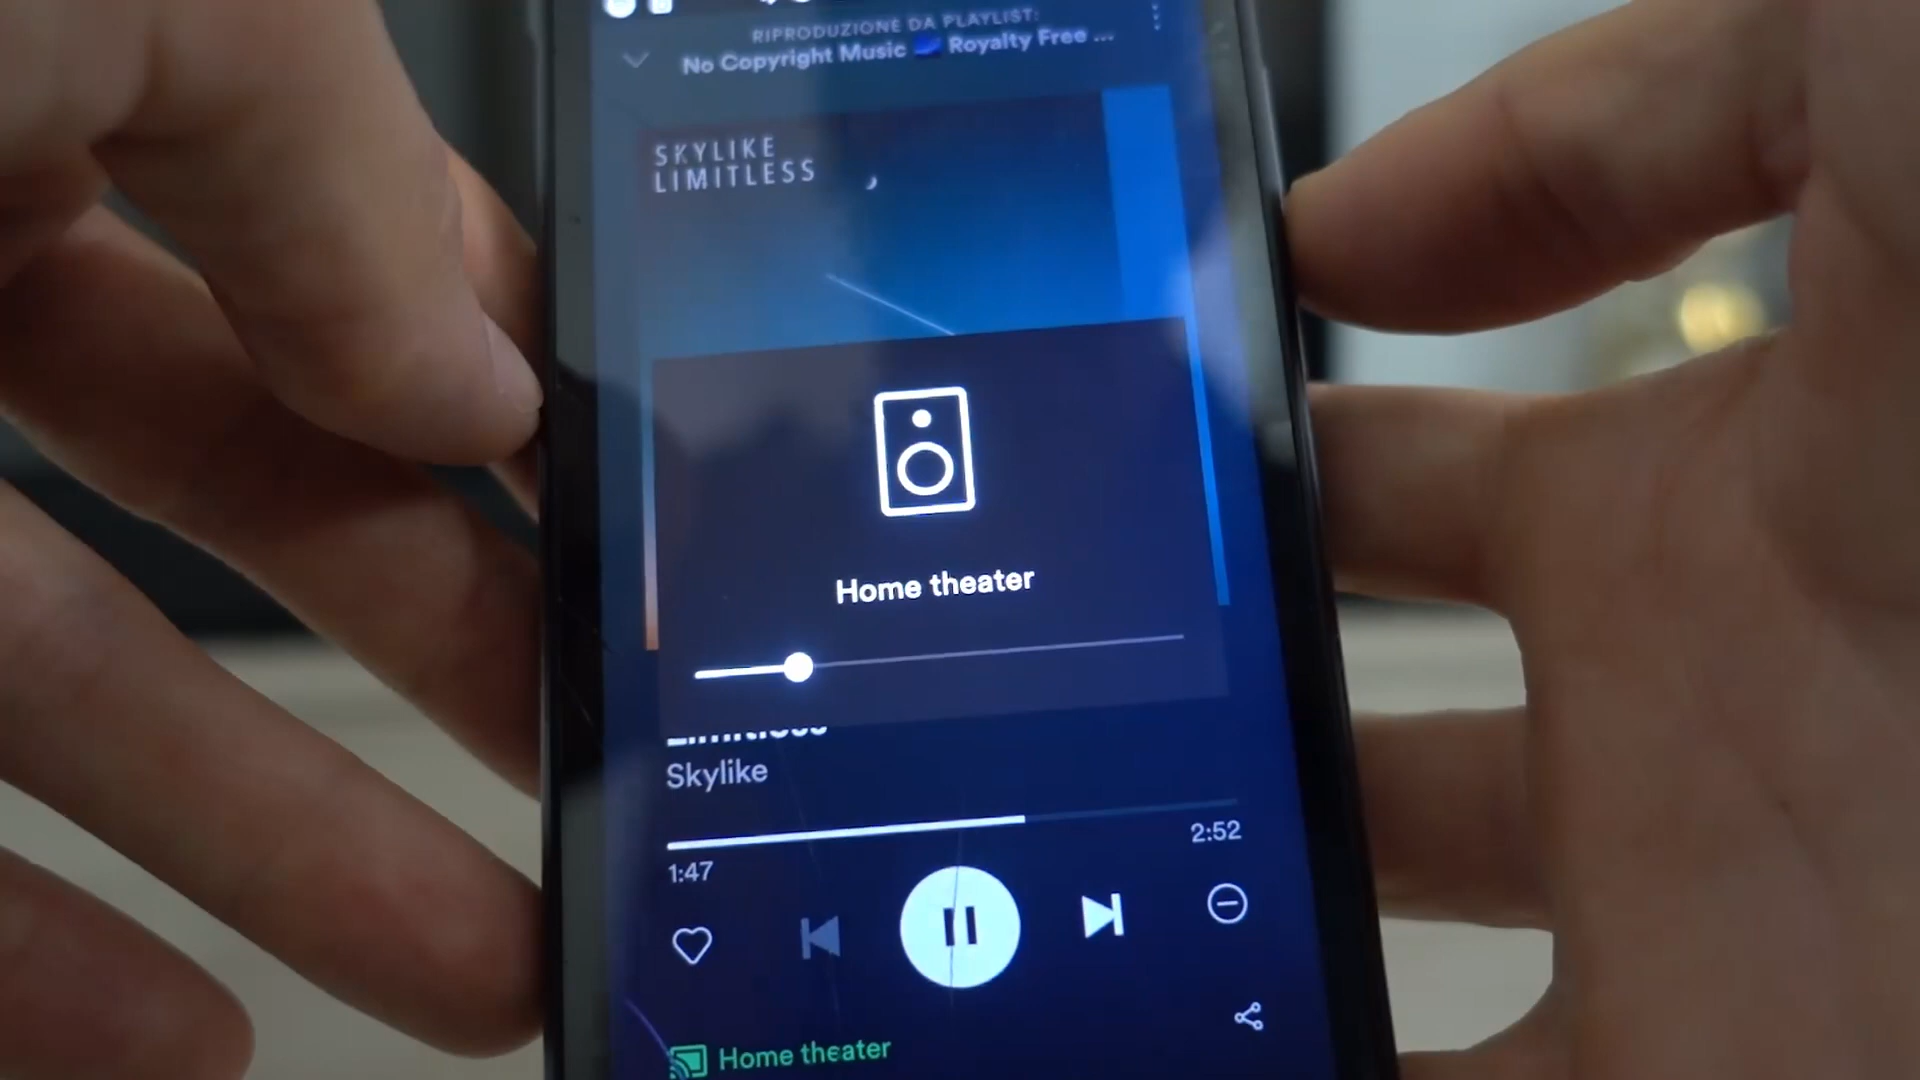 RIPRODUZIONE DA PLAYLIST:
No Copyright Music Royalty Free ...
SKYLIKE
LIMITLESS
Home theater
Limitless
Skylike
1:47
2:52
Home theater